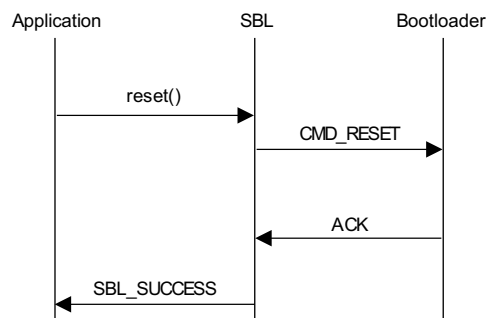 Application SBL Bootloader
reset()
CMD_RESET
ACK
SBL_SUCCESS